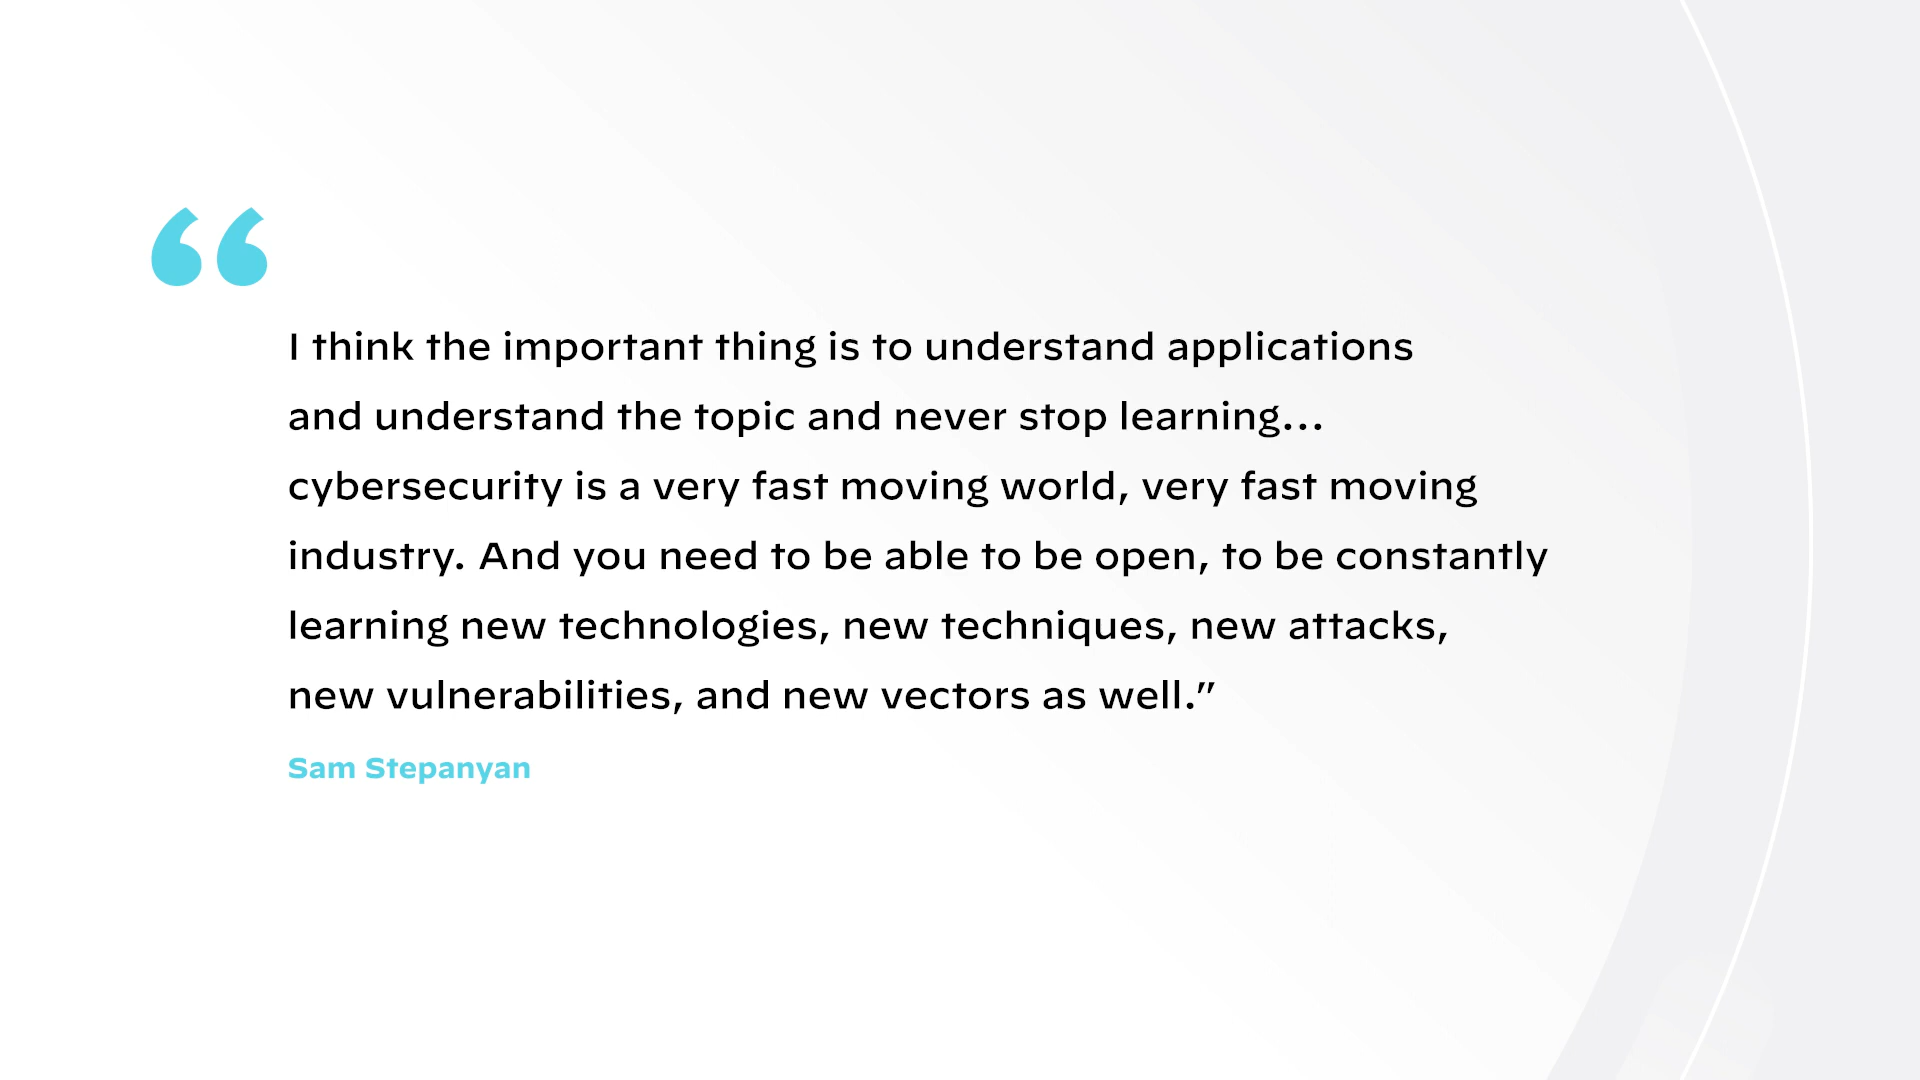 “
I think the important thing is to understand applications
and understand the topic and never stop learning...
cybersecurity is a very fast moving world, very fast moving
industry. And you need to be able to be open, to be constantly
learning new technologies, new techniques, new attacks,
new vulnerabilities, and new vectors as well.”
Sam Stepanyan